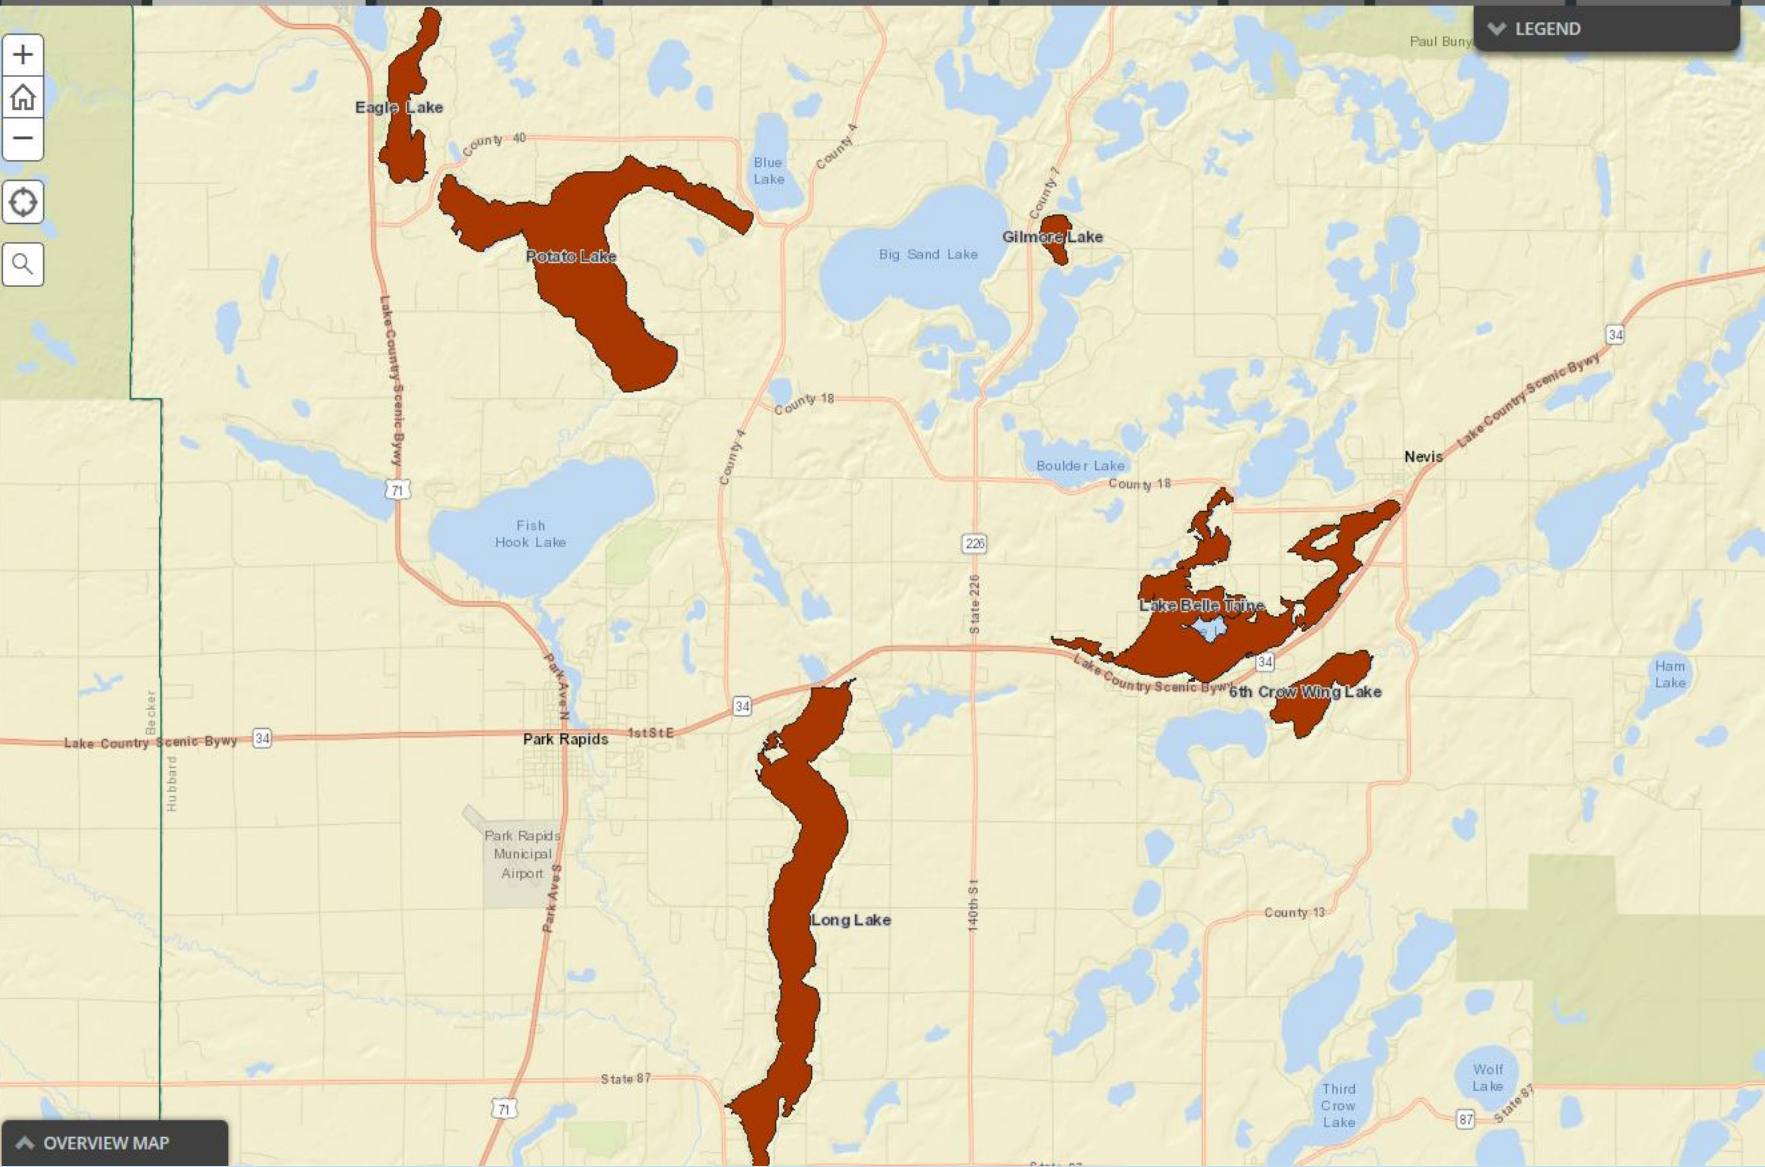 LEGEND
Paul Buny
Eagle Lake
County 40
County 4
Blue
Lake
County 7
Gilmore Lake
Big Sand Lake
Potato Lake
Lake Country Scenic Bywy
34
Lake Country Scenic Bywy
County 18
County 4
Nevis
Boulder Lake
County 18
71
Fish
Hook Lake
226
State 226
Lake Belle Taine
34
Lake Country Scenic Bywy
6th Crow Wing Lake
Ham
Lake
Park Ave N
Becker
Hubbard
34
Lake Country Scenic Bywy
34
1st St E
Park Rapids
Park Rapids
Municipal
Airport
Park Ave S
140th St
Long Lake
County 13
State 87
71
Wolf
Lake
Third
Crow
Lake
87
State 87
OVERVIEW MAP